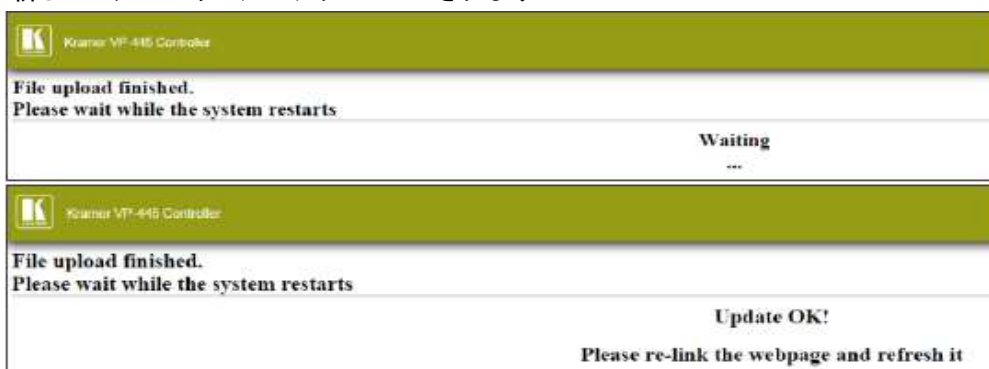 Kramer VP-445 Controller
File upload finished.
Please wait while the system restarts
Waiting
...
Kramer VP-445 Controller
File upload finished.
Please wait while the system restarts
Update OK!
Please re-link the webpage and refresh it